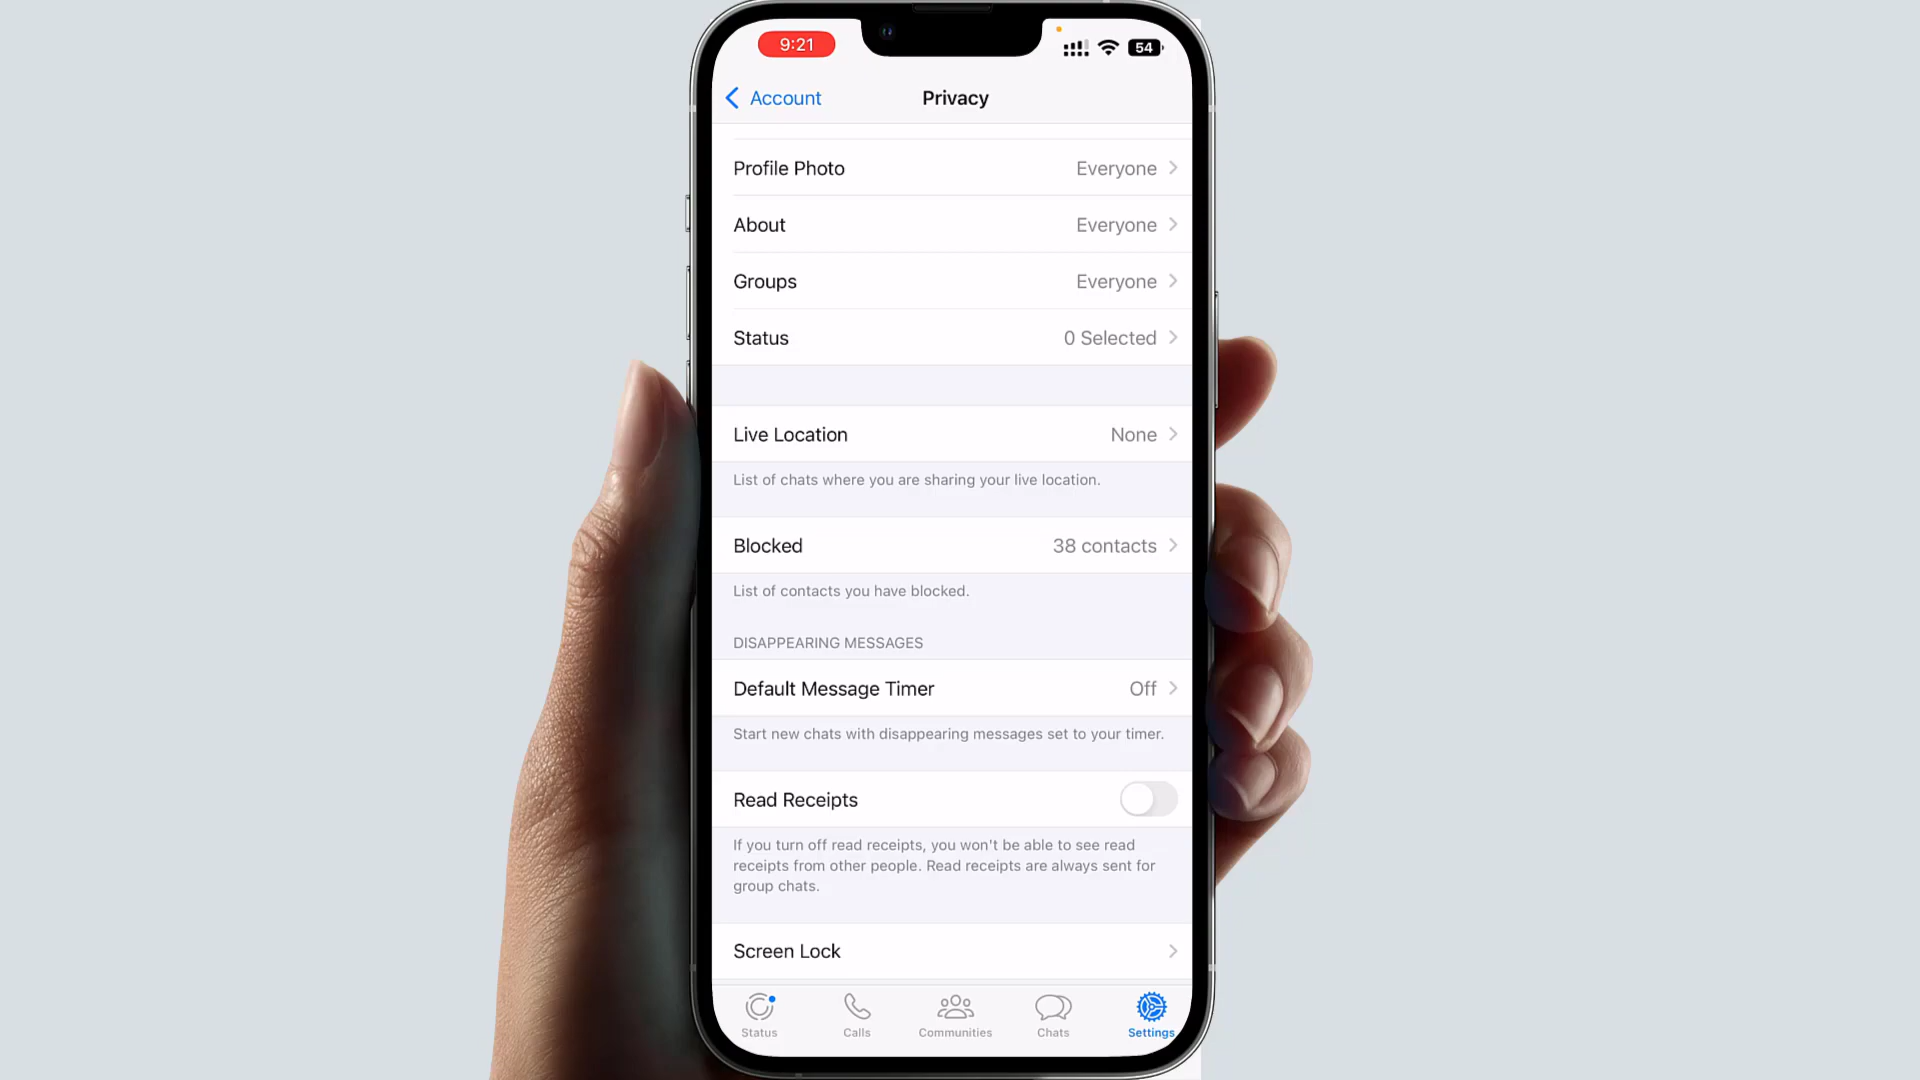 9:21
54
Account
Privacy
Profile Photo Everyone
About Everyone
Groups Everyone
Status 0 Selected
Live Location None
List of chats where you are sharing your live location.
Blocked 38 contacts
List of contacts you have blocked.
DISAPPEARING MESSAGES
Default Message Timer Off
Start new chats with disappearing messages set to your timer.
Read Receipts
If you turn off read receipts, you won't be able to see read
receipts from other people. Read receipts are always sent for
group chats.
Screen Lock
Status Calls Communities Chats Settings